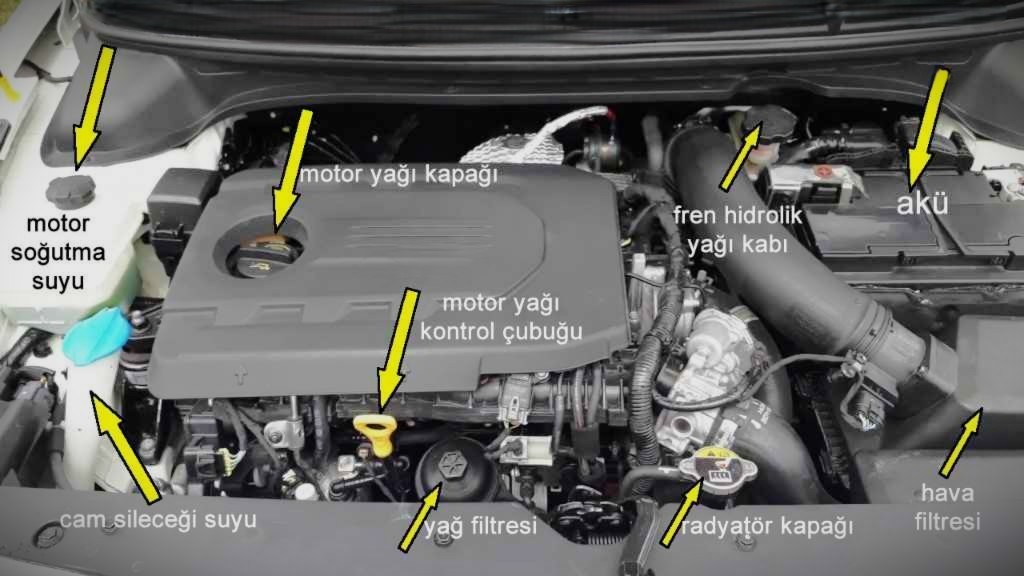 motor yağı kapağı
motor
soğutma
suyu
fren hidrolik
yağı kabı
akü
motor yağı
kontrol çubuğu
cam sileceği suyu
yağ filtresi
radyatör kapağı
hava
filtresi